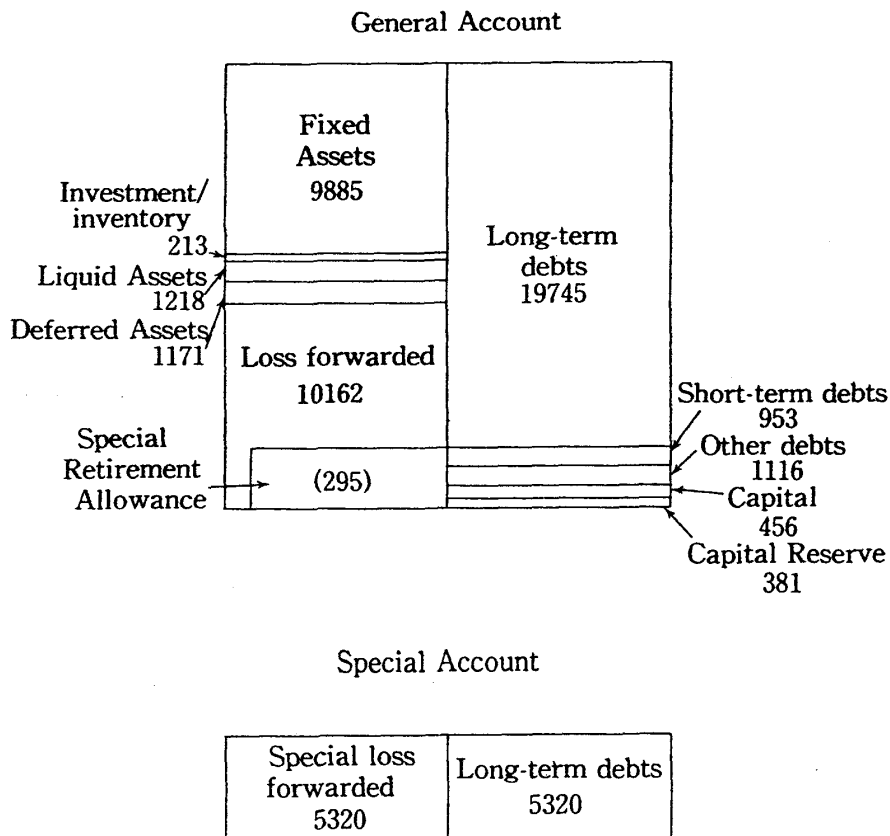 General Account
Fixed
Assets
9885
Investment/
inventory
213
Liquid Assets
1218
Deferred Assets
1171
Loss forwarded
10162
Special
Retirement
Allowance
(295)
Long-term
debts
19745
Short-term debts
953
Other debts
1116
Capital
456
Capital Reserve
381
Special Account
Special loss
forwarded
5320
Long-term debts
5320